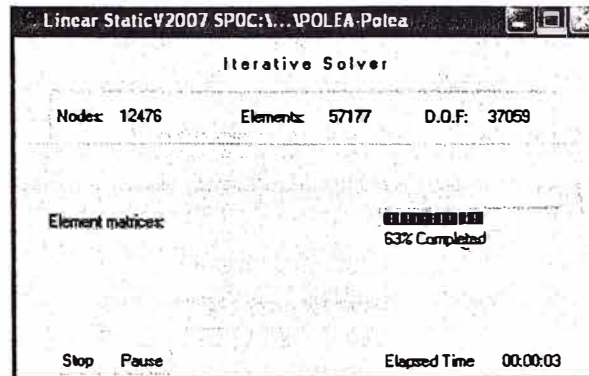 Linear StaticV2007 SP0C:\...\POLEA-Polea
Iterative Solver
Nodes: 12476 Elements: 57177 D.O.F: 37059
Element matrices:
63% Completed
Stop Pause Elapsed Time 00:00:03